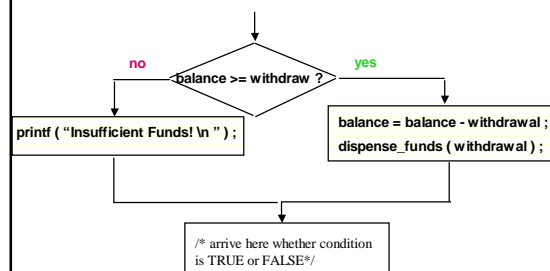 no
yes
balance >= withdraw ?
printf ( “Insufficient Funds! \n ” ) ;
balance = balance - withdrawal ;
dispense_funds ( withdrawal ) ;
/* arrive here whether condition
is TRUE or FALSE*/